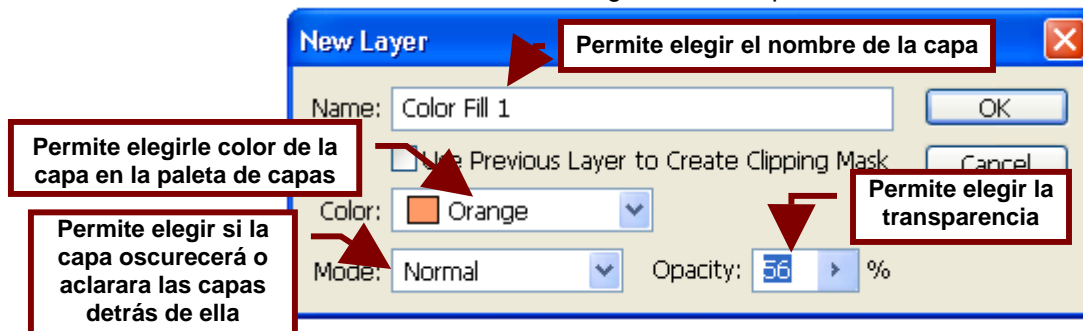 New Layer
Permite elegir el nombre de la capa
Name: Color Fill 1
OK
Permite elegirle color de la
capa en la paleta de capas
Use Previous Layer to Create Clipping Mask
Cancel
Permite elegir la
transparencia
Color: Orange
Permite elegir si la
capa oscurecerá o
aclarara las capas
detrás de ella
Mode: Normal
Opacity: 56 %